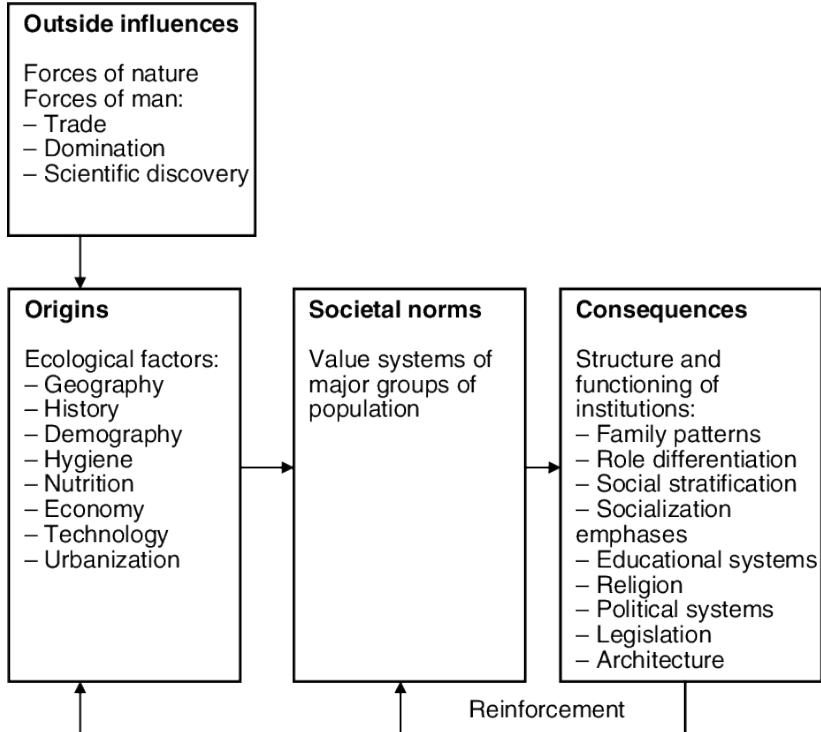 Outside influences
Forces of nature
Forces of man:
– Trade
– Domination
– Scientific discovery
Origins
Ecological factors:
– Geography
– History
– Demography
– Hygiene
– Nutrition
– Economy
– Technology
– Urbanization
Societal norms
Value systems of
major groups of
population
Consequences
Structure and
functioning of
institutions:
– Family patterns
– Role differentiation
– Social stratification
– Socialization
emphases
– Educational systems
– Religion
– Political systems
– Legislation
– Architecture
Reinforcement